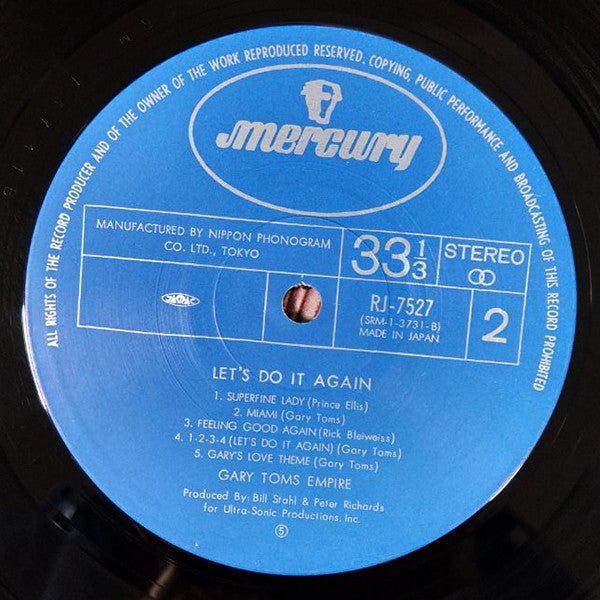 ALL RIGHTS OF THE RECORD PRODUCER AND OF THE OWNER OF THE WORK REPRODUCED RESERVED. COPYING, PUBLIC PERFORMANCE AND BROADCASTING OF THIS RECORD PROHIBITED
mercury
MANUFACTURED BY NIPPON PHONOGRAM
CO. LTD., TOKYO
33 1/3
STEREO
JASRAC
RJ-7527
(SRM-1-3731-B)
MADE IN JAPAN
2
LET'S DO IT AGAIN
1. SUPERFINE LADY (Prince Ellis)
2. MIAMI (Gary Toms)
3. FEELING GOOD AGAIN (Rick Bleiweiss)
4. 1-2-3-4 (LET'S DO IT AGAIN) (Gary Toms)
5. GARY'S LOVE THEME (Gary Toms)
GARY TOMS EMPIRE
Produced By: Bill Stahl & Peter Richards
for Ultra-Sonic Productions, Inc.
⑤